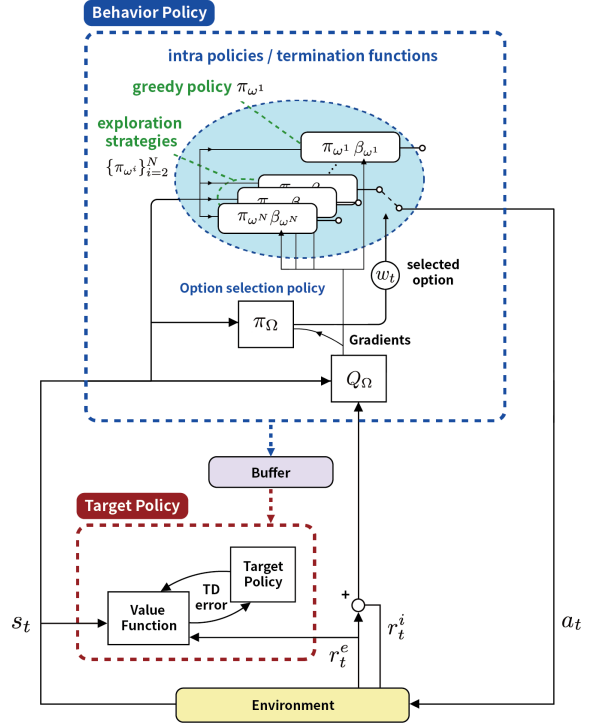 Behavior Policy
intra policies / termination functions
greedy policy π_{ω^1}
exploration
strategies
{π_{ω^i}}_{i=2}^N
π_{ω^1} β_{ω^1}
π_{ω^N} β_{ω^N}
Option selection policy
w_t
selected
option
π_Ω
Gradients
Q_Ω
Buffer
Target Policy
Target
Policy
TD
error
Value
Function
+
s_t
r_t^i
a_t
r_t^e
Environment